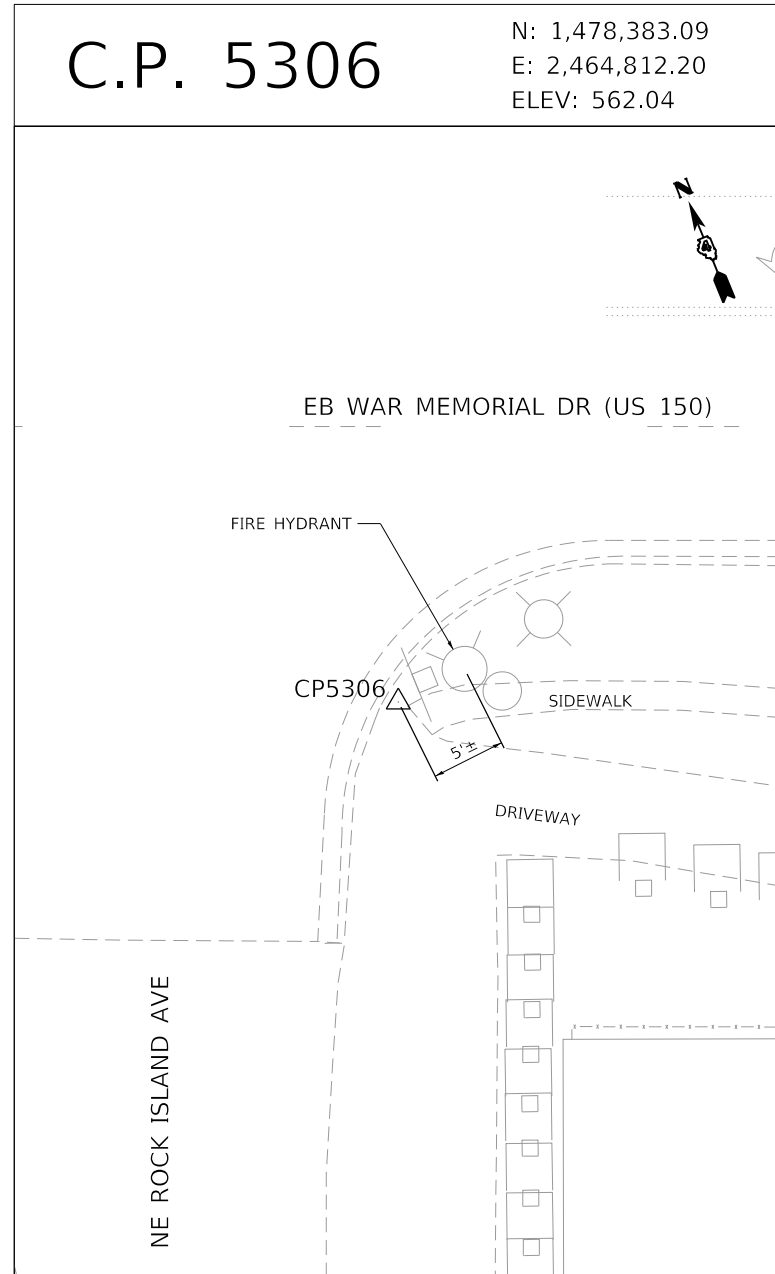 C.P. 5306
N: 1,478,383.09
E: 2,464,812.20
ELEV: 562.04
N
EB WAR MEMORIAL DR (US 150)
FIRE HYDRANT
CP5306
SIDEWALK
5'±
DRIVEWAY
NE ROCK ISLAND AVE